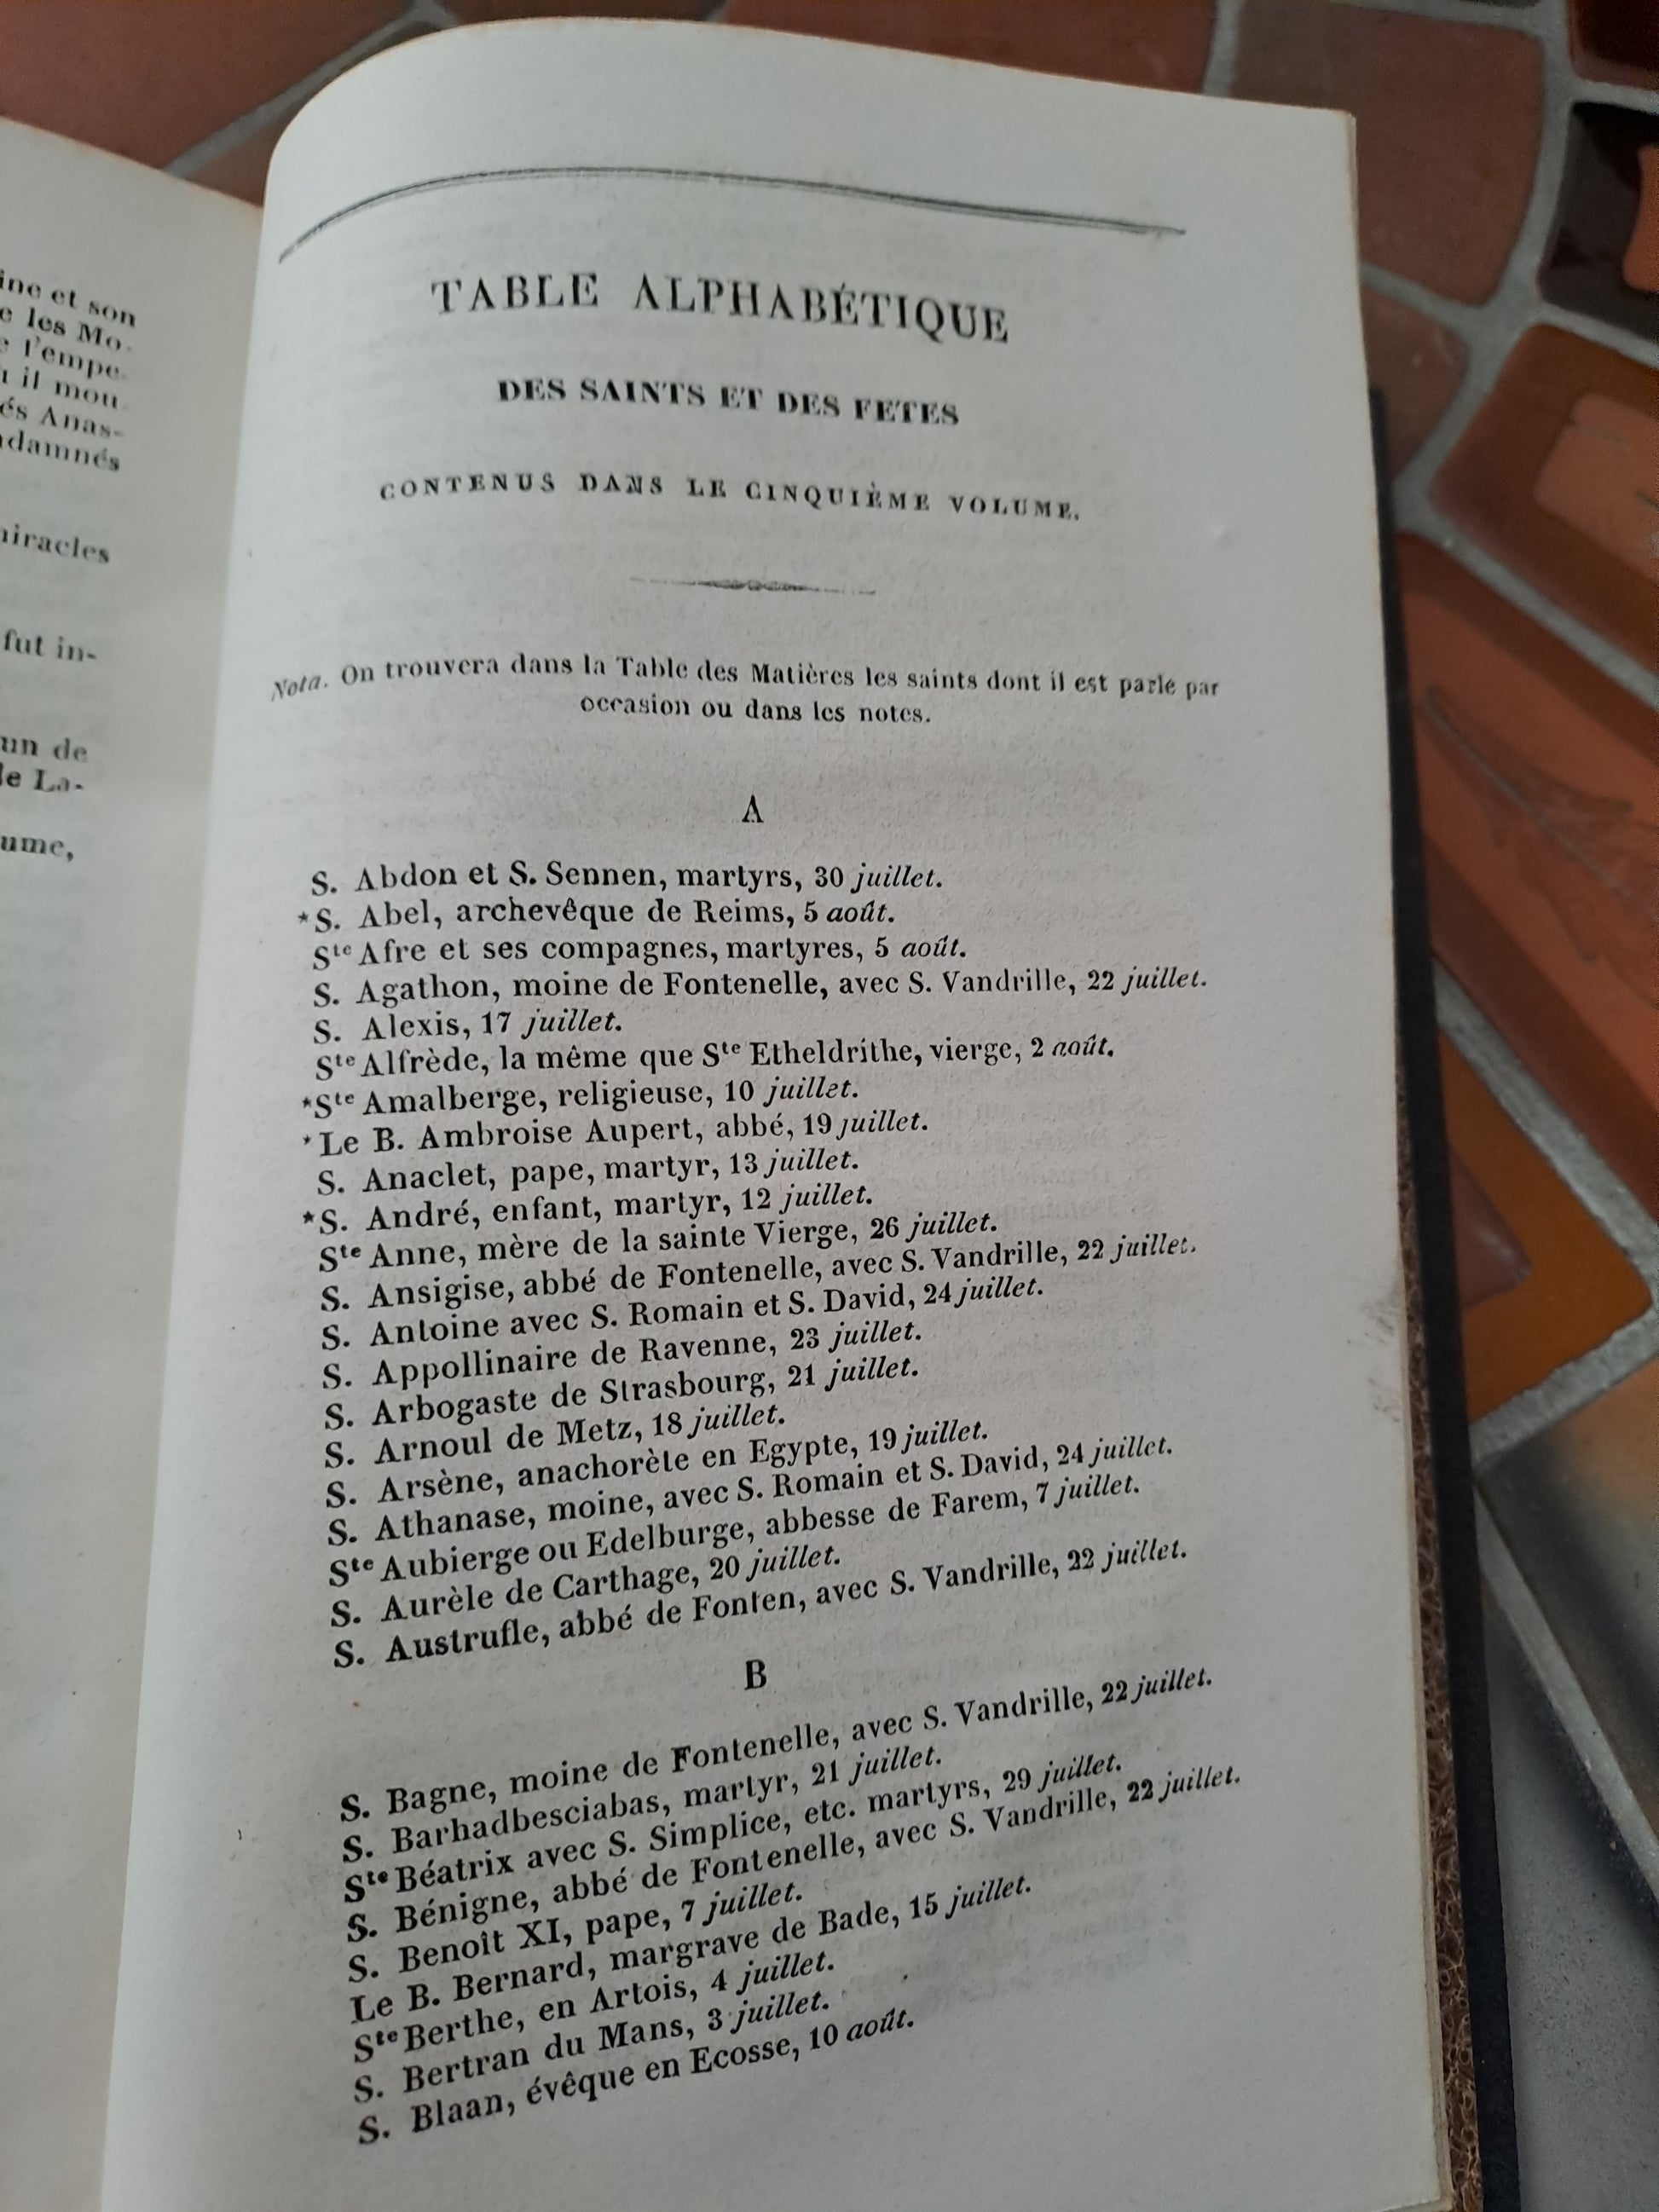 ine et son
e les Mo-
e l'empe-
il mou
és Anas-
damnés
miracles
fut in-
un de
de La-
ume,
TABLE ALPHABÉTIQUE
DES SAINTS ET DES FETES
CONTENUS DANS LE CINQUIÈME VOLUME.
Nota. On trouvera dans la Table des Matières les saints dont il est parlé par
occasion ou dans les notes.
A
S. Abdon et S. Sennen, martyrs, 30 juillet.
*S. Abel, archevêque de Reims, 5 août.
Ste Afre et ses compagnes, martyres, 5 août.
S. Agathon, moine de Fontenelle, avec S. Vandrille, 22 juillet.
S. Alexis, 17 juillet.
Ste Alfrède, la même que Ste Etheldrithe, vierge, 2 août.
*Ste Amalberge, religieuse, 10 juillet.
*Le B. Ambroise Aupert, abbé, 19 juillet.
S. Anaclet, pape, martyr, 13 juillet.
*S. André, enfant, martyr, 12 juillet.
Ste Anne, mère de la sainte Vierge, 26 juillet.
S. Ansigise, abbé de Fontenelle, avec S. Vandrille, 22 juillet.
S. Antoine avec S. Romain et S. David, 24 juillet.
S. Appollinaire de Ravenne, 23 juillet.
S. Arbogaste de Strasbourg, 21 juillet.
S. Arnoul de Metz, 18 juillet.
S. Arsène, anachorète en Egypte, 19 juillet.
S. Athanase, moine, avec S. Romain et S. David, 24 juillet.
Ste Aubierge ou Edelburge, abbesse de Farem, 7 juillet.
S. Aurèle de Carthage, 20 juillet.
S. Austrufle, abbé de Fonten, avec S. Vandrille, 22 juillet.
B
S. Bagne, moine de Fontenelle, avec S. Vandrille, 22 juillet.
S. Barhadbesciabas, martyr, 21 juillet.
Ste Béatrix avec S. Simplice, etc. martyrs, 29 juillet.
S. Bénigne, abbé de Fontenelle, avec S. Vandrille, 22 juillet.
S. Benoît XI, pape, 7 juillet.
Le B. Bernard, margrave de Bade, 15 juillet.
Ste Berthe, en Artois, 4 juillet.
S. Bertran du Mans, 3 juillet.
S. Blaan, évêque en Ecosse, 10 août.